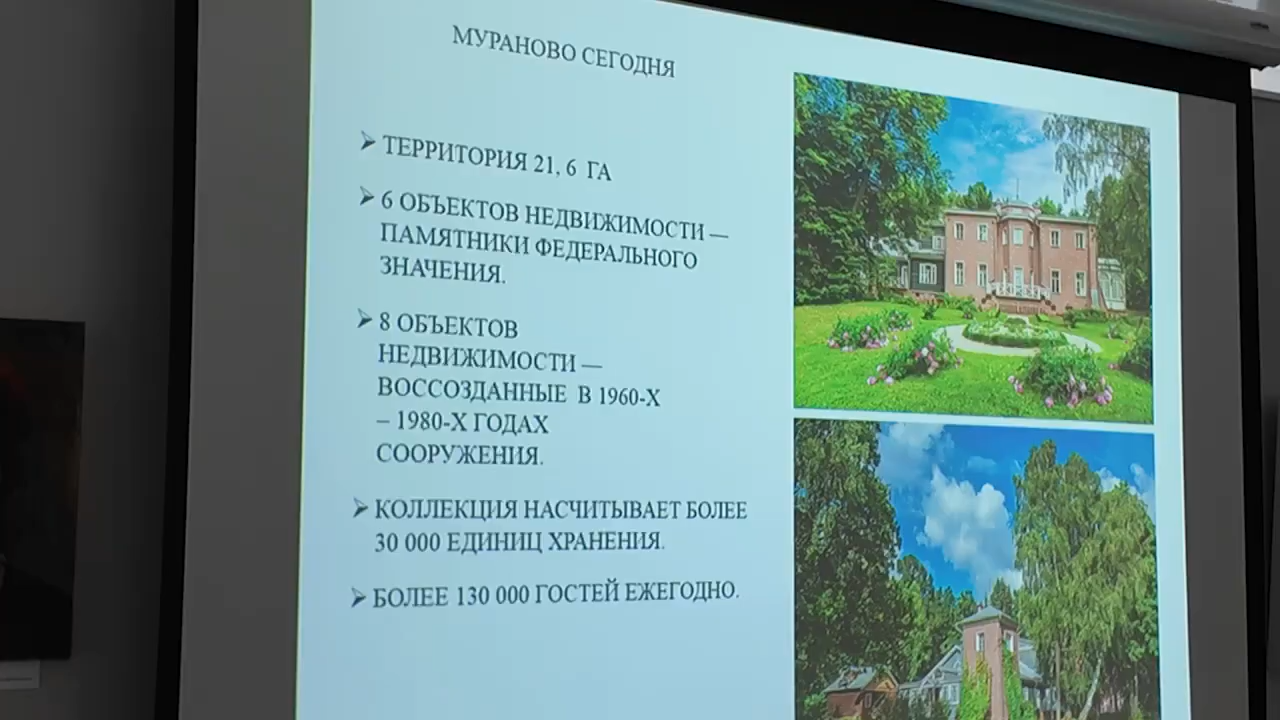 МУРАНОВО СЕГОДНЯ
➢ ТЕРРИТОРИЯ 21, 6 ГА
➢ 6 ОБЪЕКТОВ НЕДВИЖИМОСТИ —
ПАМЯТНИКИ ФЕДЕРАЛЬНОГО
ЗНАЧЕНИЯ.
➢ 8 ОБЪЕКТОВ
НЕДВИЖИМОСТИ —
ВОССОЗДАННЫЕ В 1960-Х
– 1980-Х ГОДАХ
СООРУЖЕНИЯ.
➢ КОЛЛЕКЦИЯ НАСЧИТЫВАЕТ БОЛЕЕ
30 000 ЕДИНИЦ ХРАНЕНИЯ.
➢ БОЛЕЕ 130 000 ГОСТЕЙ ЕЖЕГОДНО.